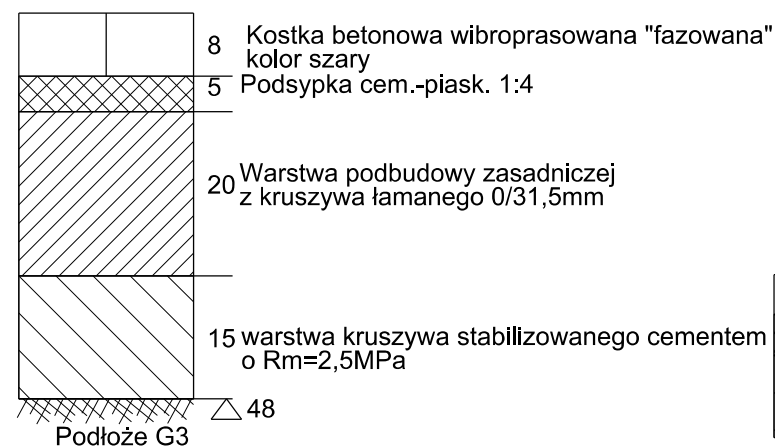 8 Kostka betonowa wibroprasowana "fazowana"
kolor szary
5 Podsypka cem.-piask. 1:4
20 Warstwa podbudowy zasadniczej
z kruszywa łamanego 0/31,5mm
15 warstwa kruszywa stabilizowanego cementem
o Rm=2,5MPa
48
Podłoże G3